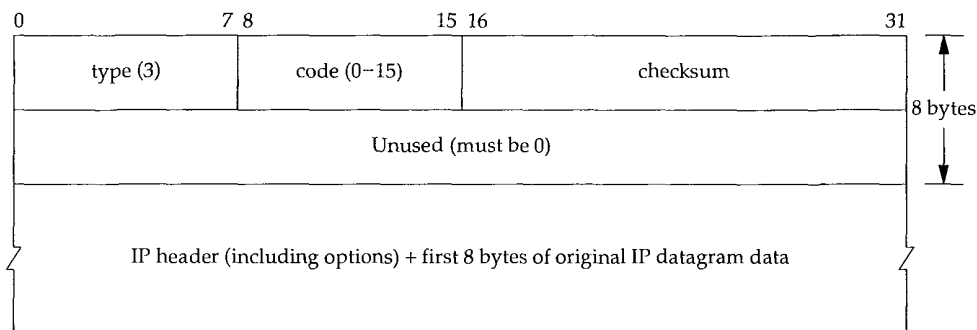 0 7 8 15 16 31
type (3) code (0–15) checksum
8 bytes
Unused (must be 0)
IP header (including options) + first 8 bytes of original IP datagram data